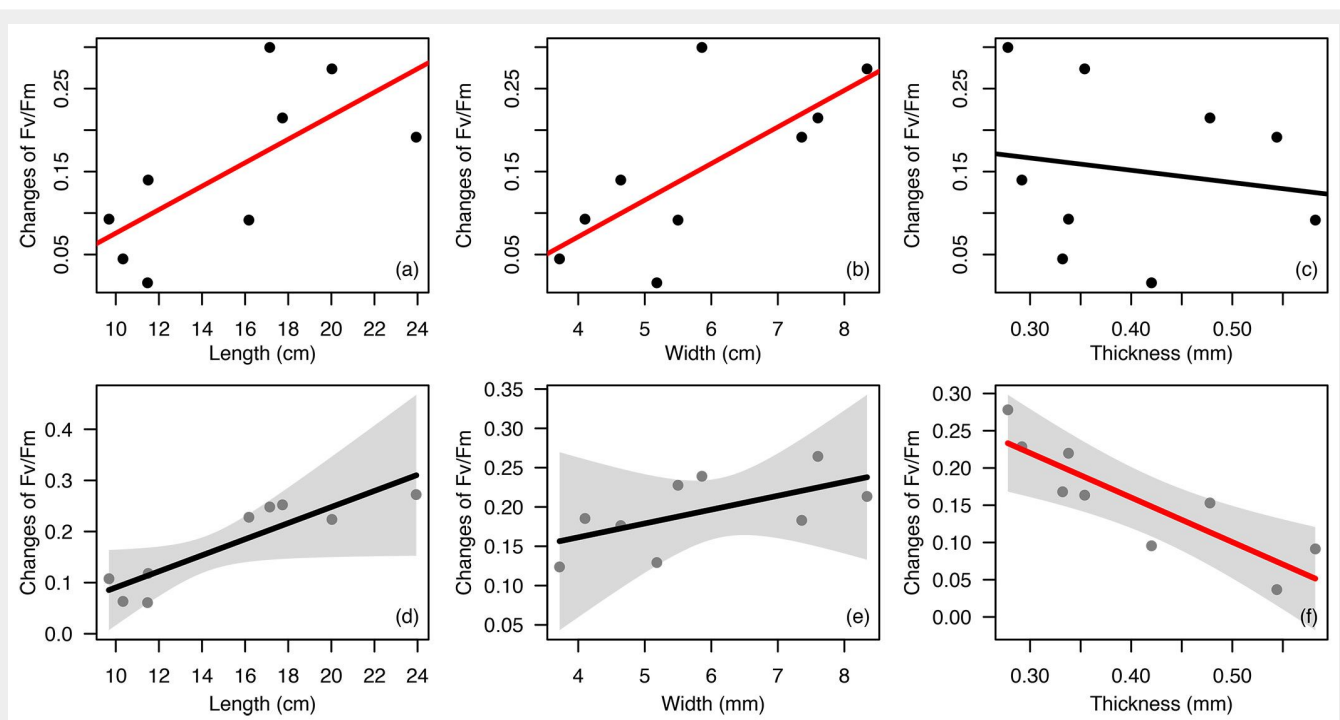 Changes of Fv/Fm
0.05 0.15 0.25
(a)
10 12 14 16 18 20 22 24
Length (cm)
Changes of Fv/Fm
0.05 0.15 0.25
(b)
4 5 6 7 8
Width (cm)
Changes of Fv/Fm
0.05 0.15 0.25
(c)
0.30 0.40 0.50
Thickness (mm)
Changes of Fv/Fm
0.4
0.3
0.2
0.1
0.0
(d)
10 12 14 16 18 20 22 24
Length (cm)
Changes of Fv/Fm
0.35
0.30
0.25
0.20
0.15
0.10
0.05
(e)
4 5 6 7 8
Width (mm)
Changes of Fv/Fm
0.30
0.25
0.20
0.15
0.10
0.05
0.00
(f)
0.30 0.40 0.50
Thickness (mm)